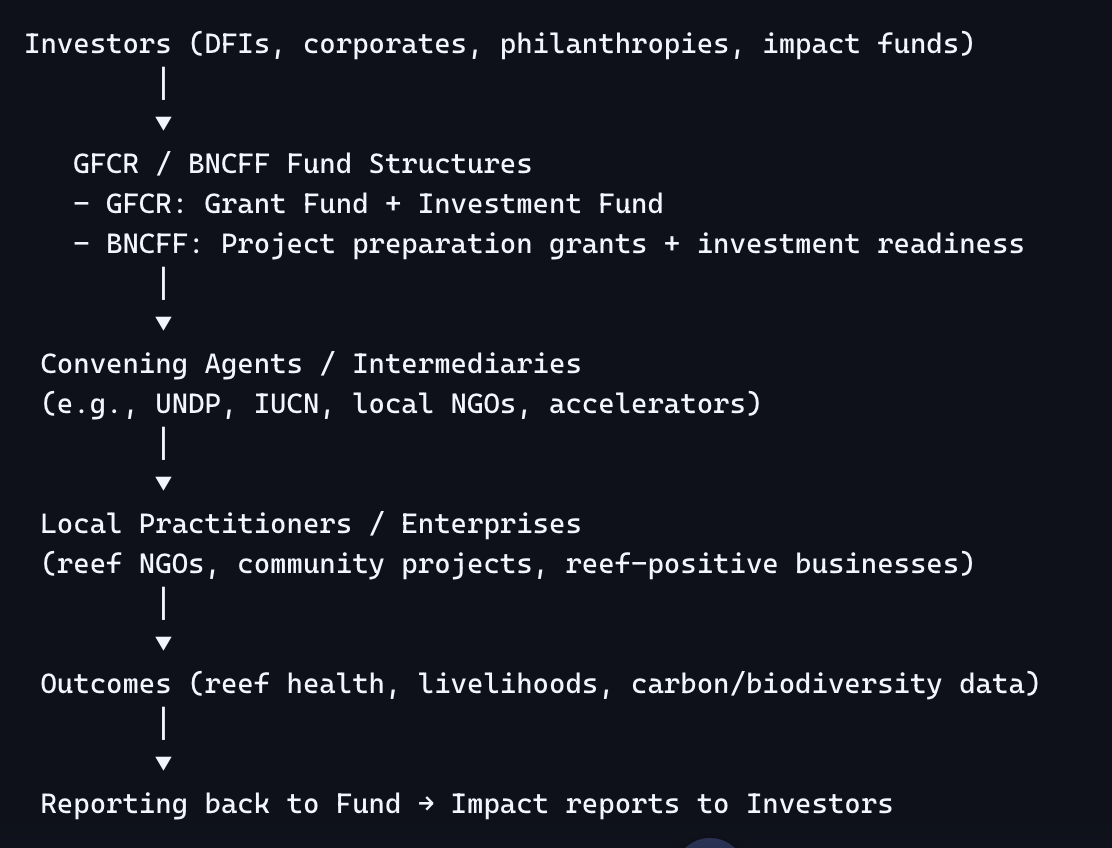 Investors (DFIs, corporates, philanthropies, impact funds)
│
▼
GFCR / BNCFF Fund Structures
- GFCR: Grant Fund + Investment Fund
- BNCFF: Project preparation grants + investment readiness
│
▼
Convening Agents / Intermediaries
(e.g., UNDP, IUCN, local NGOs, accelerators)
│
▼
Local Practitioners / Enterprises
(reef NGOs, community projects, reef-positive businesses)
│
▼
Outcomes (reef health, livelihoods, carbon/biodiversity data)
│
▼
Reporting back to Fund → Impact reports to Investors